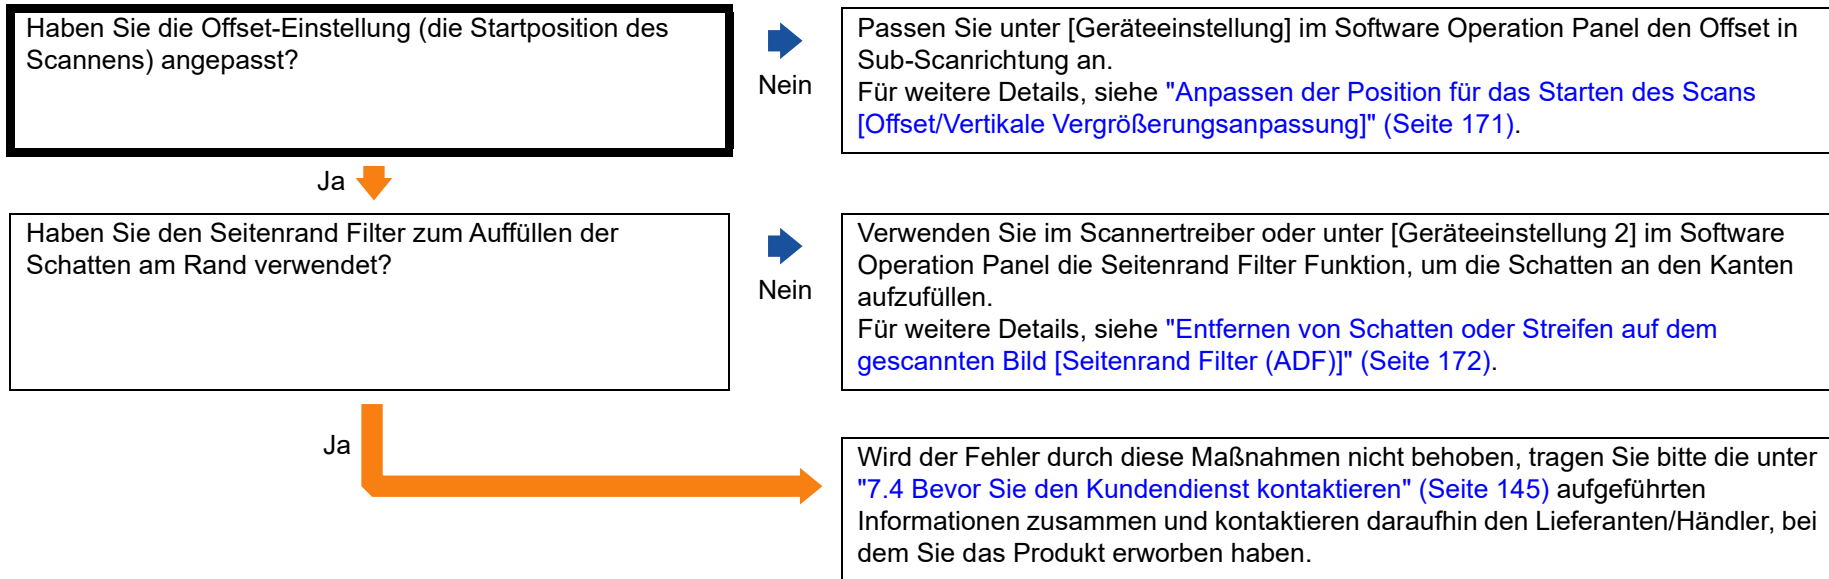 Haben Sie die Offset-Einstellung (die Startposition des
Scannens) angepasst?
Nein
Passen Sie unter [Geräteeinstellung] im Software Operation Panel den Offset in
Sub-Scanrichtung an.
Für weitere Details, siehe "Anpassen der Position für das Starten des Scans
[Offset/Vertikale Vergrößerungsanpassung]" (Seite 171).
Ja
Haben Sie den Seitenrand Filter zum Auffüllen der
Schatten am Rand verwendet?
Nein
Verwenden Sie im Scannertreiber oder unter [Geräteeinstellung 2] im Software
Operation Panel die Seitenrand Filter Funktion, um die Schatten an den Kanten
aufzufüllen.
Für weitere Details, siehe "Entfernen von Schatten oder Streifen auf dem
gescannten Bild [Seitenrand Filter (ADF)]" (Seite 172).
Ja
Wird der Fehler durch diese Maßnahmen nicht behoben, tragen Sie bitte die unter
"7.4 Bevor Sie den Kundendienst kontaktieren" (Seite 145) aufgeführten
Informationen zusammen und kontaktieren daraufhin den Lieferanten/Händler, bei
dem Sie das Produkt erworben haben.